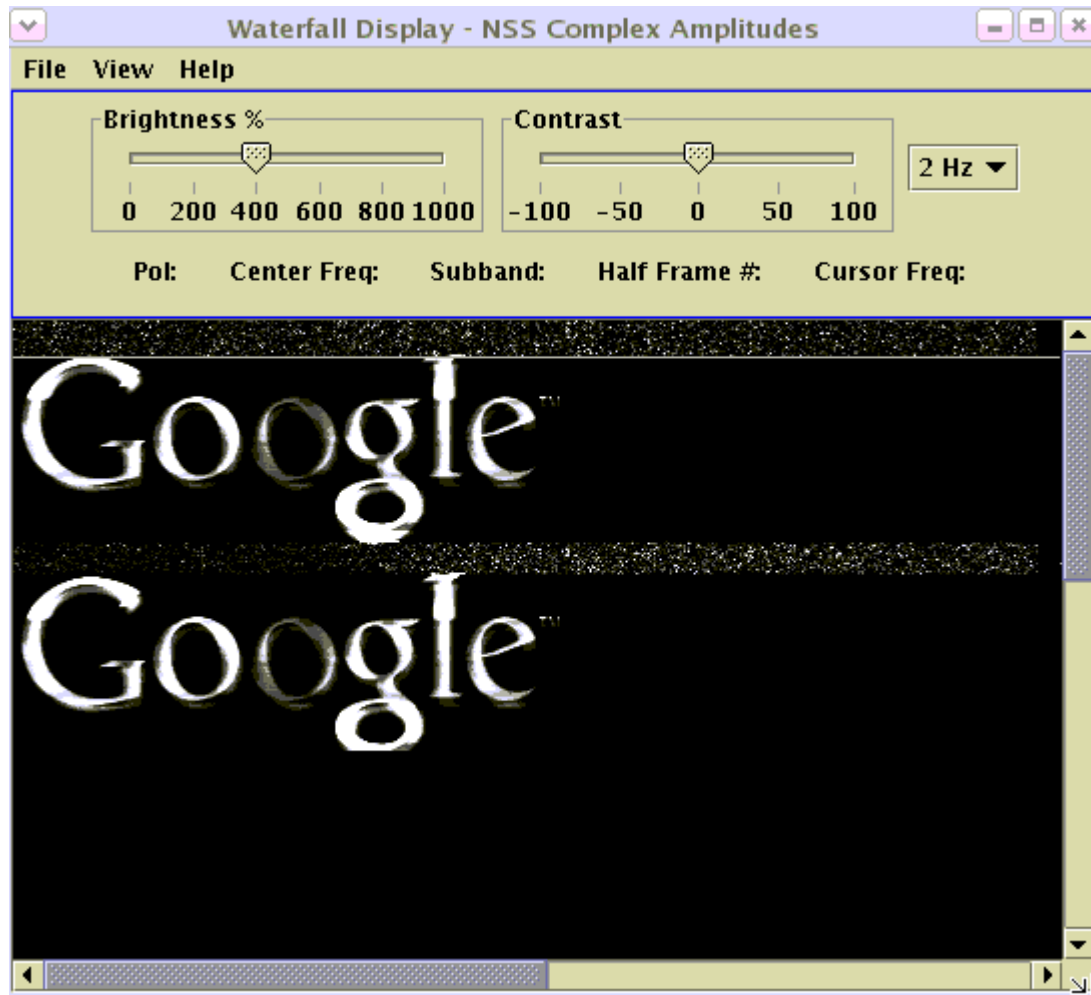 Waterfall Display - NSS Complex Amplitudes
File View Help
Brightness % Contrast
2 Hz
0 200 400 600 800 1000 -100 -50 0 50 100
Pol: Center Freq: Subband: Half Frame #: Cursor Freq:
Google™
Google™